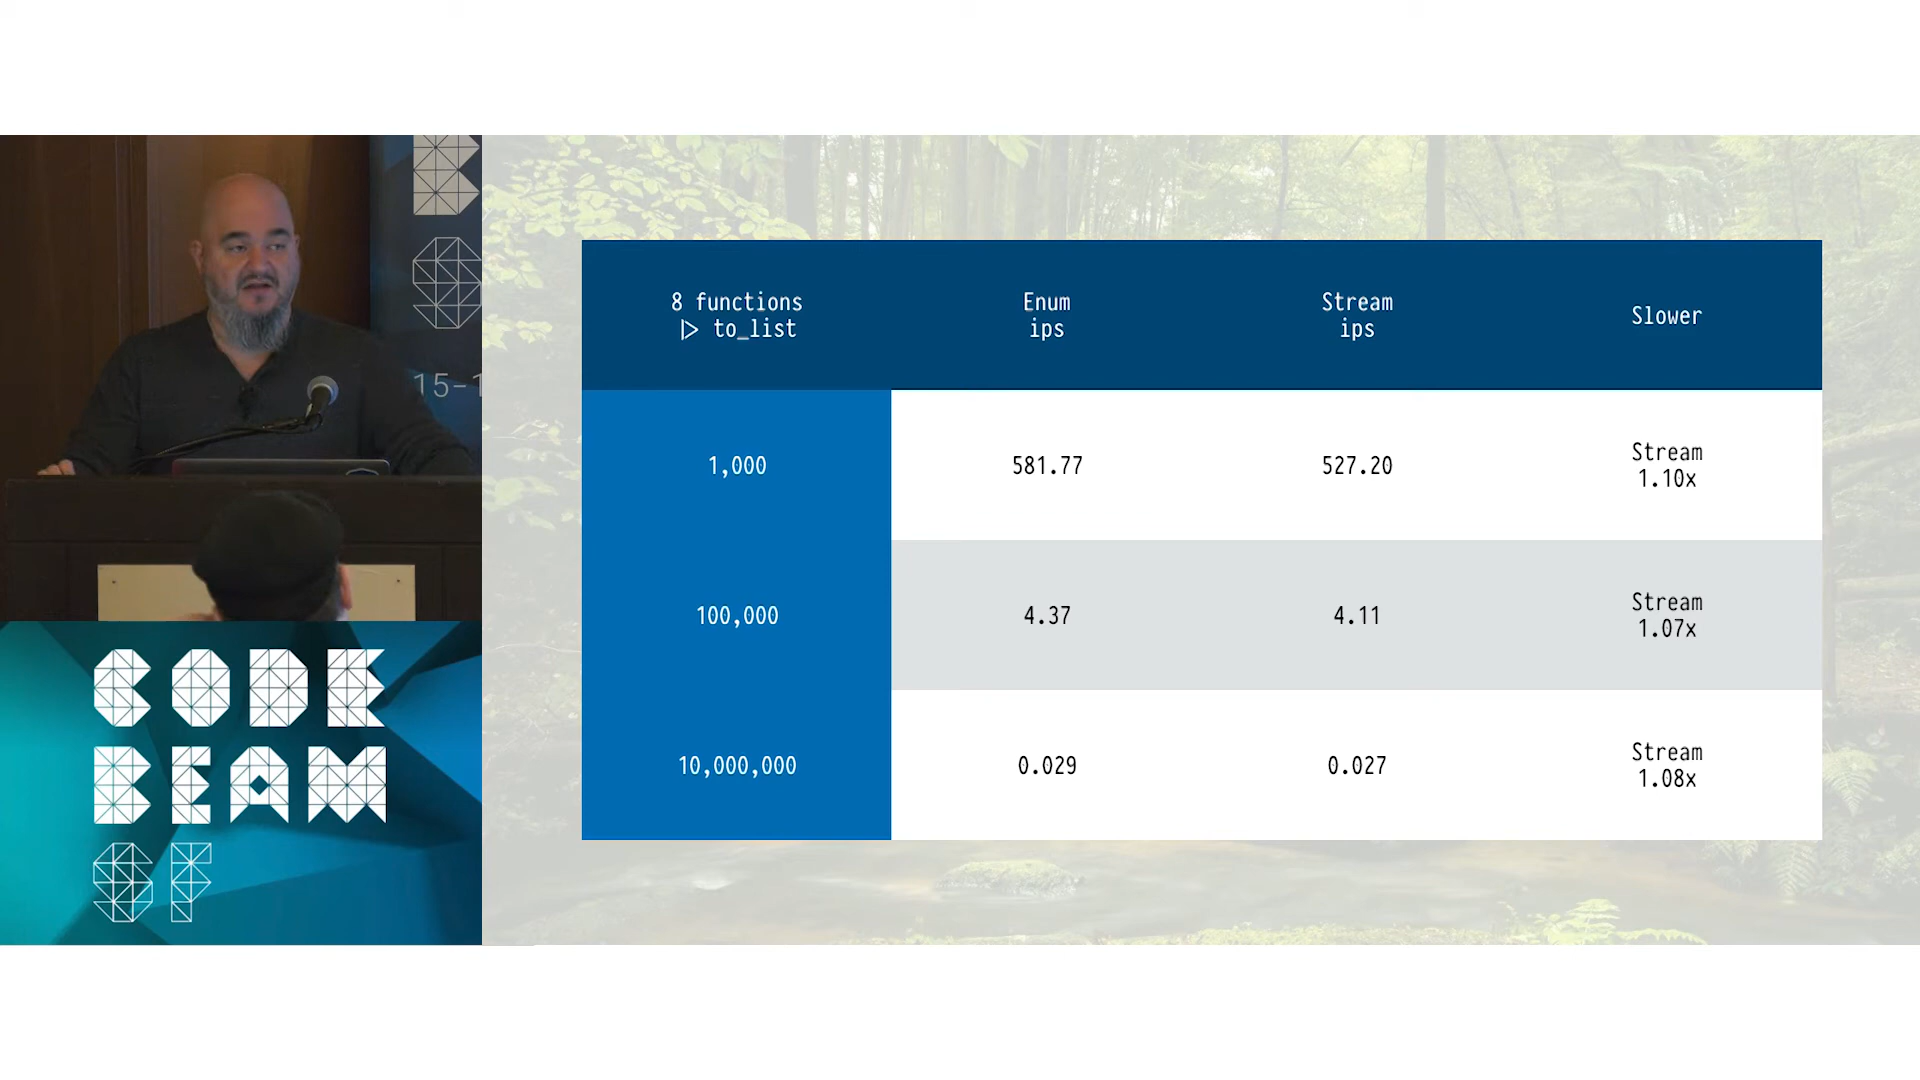 B
S
15-1
CODE
BEAM
SF
8 functions
|> to_list
Enum
ips
Stream
ips
Slower
1,000
581.77
527.20
Stream
1.10x
100,000
4.37
4.11
Stream
1.07x
10,000,000
0.029
0.027
Stream
1.08x